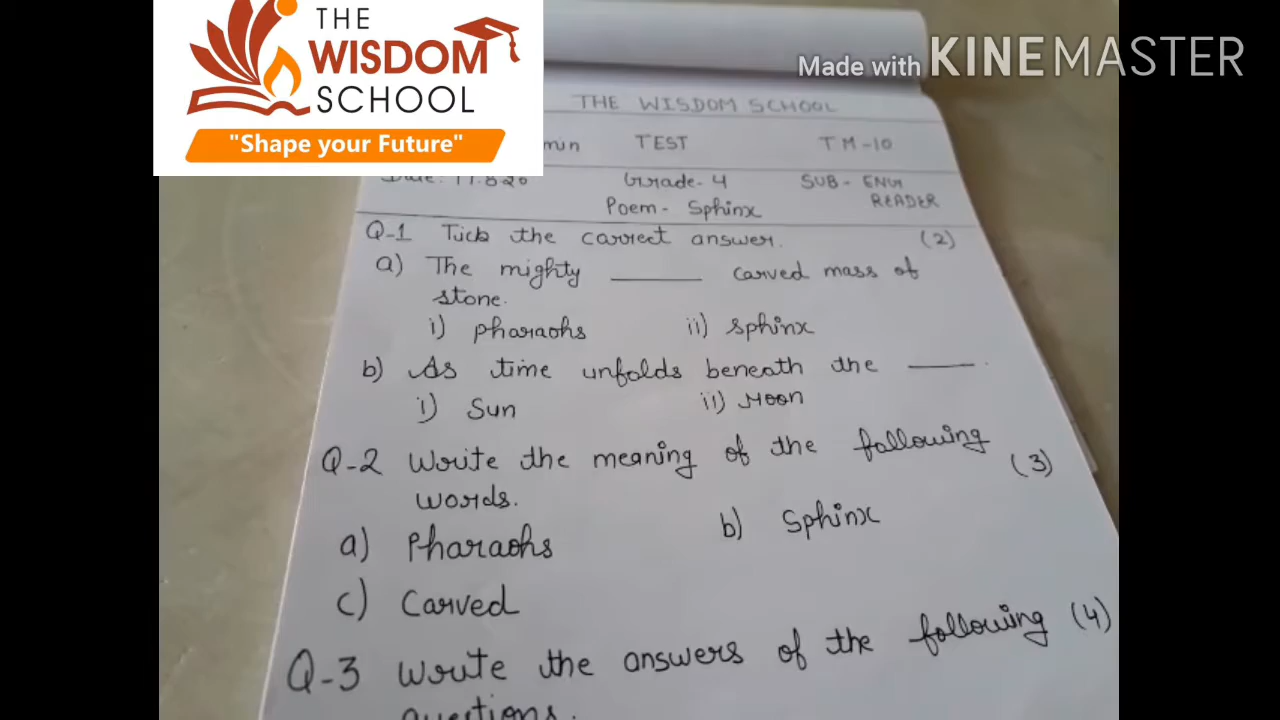 THE
WISDOM
SCHOOL
"Shape your Future"
Made with KINEMASTER
THE WISDOM SCHOOL
min TEST TM-10
Grade-4 SUB - ENG
Poem - Sphinx READER
Q-1 Tick the correct answer. (2)
a) The mighty ______ carved mass of
stone.
i) pharaohs ii) sphinx
b) As time unfolds beneath the ______.
i) Sun ii) Moon
Q-2 Write the meaning of the following
words. (3)
a) Pharaohs b) Sphinx
c) Carved
Q-3 Write the answers of the following (4)
questions.